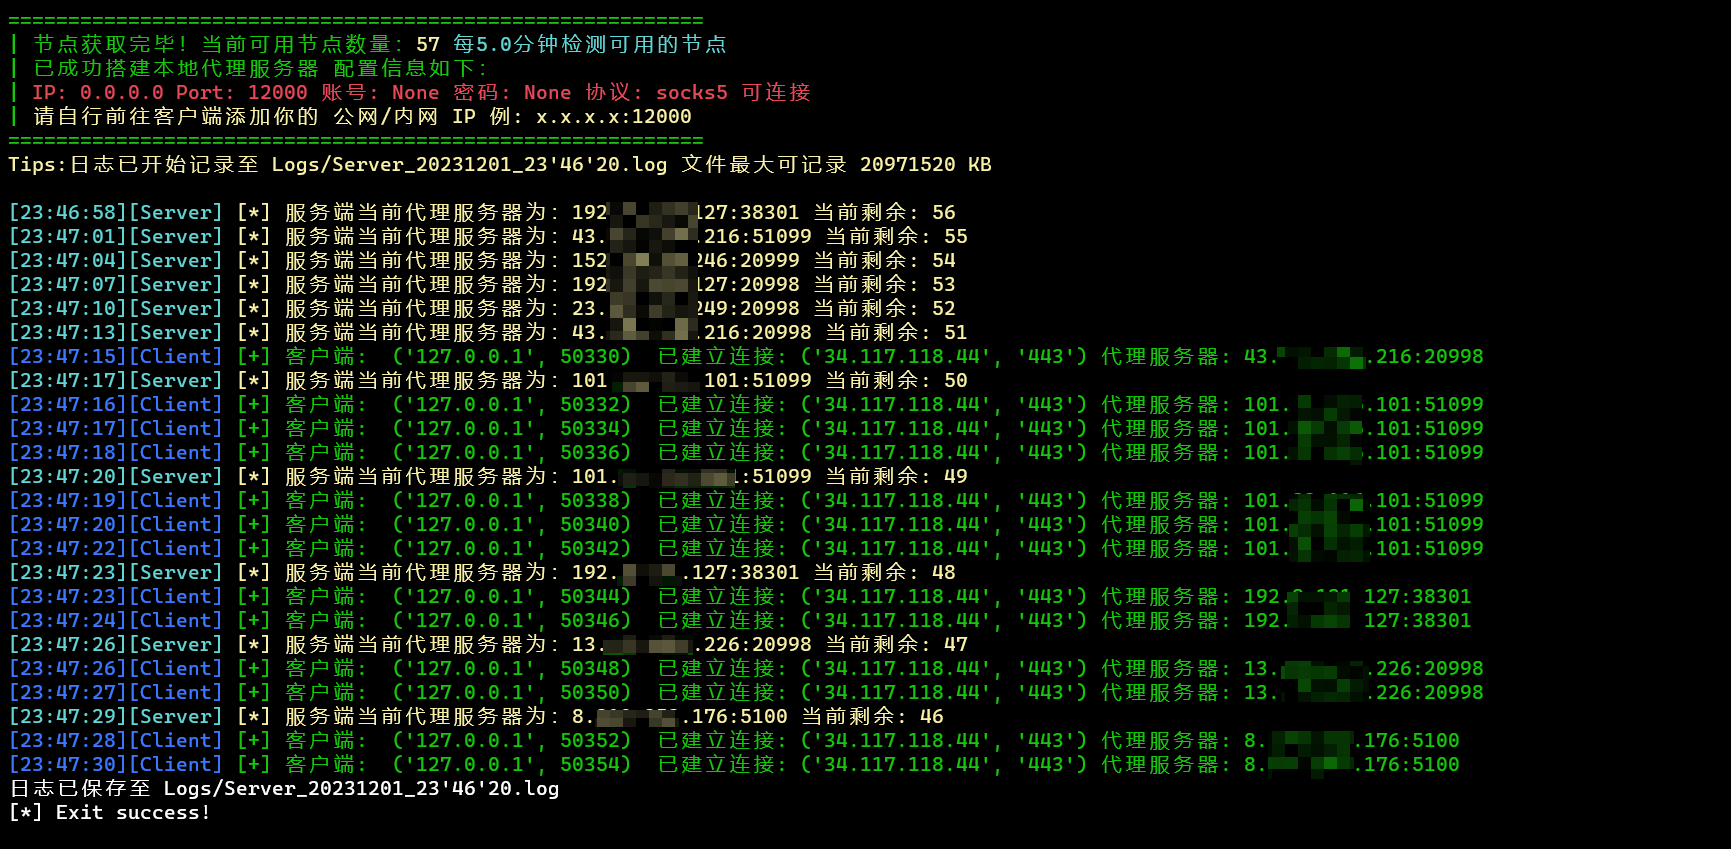 ==========================================================
| 节点获取完毕! 当前可用节点数量: 57 每5.0分钟检测可用的节点
| 已成功搭建本地代理服务器 配置信息如下:
| IP: 0.0.0.0 Port: 12000 账号: None 密码: None 协议: socks5 可连接
| 请自行前往客户端添加你的 公网/内网 IP 例: x.x.x.x:12000
==========================================================
Tips:日志已开始记录至 Logs/Server_20231201_23'46'20.log 文件最大可记录 20971520 KB
[23:46:58][Server] [*] 服务端当前代理服务器为: 192 127:38301 当前剩余: 56
[23:47:01][Server] [*] 服务端当前代理服务器为: 43. .216:51099 当前剩余: 55
[23:47:04][Server] [*] 服务端当前代理服务器为: 152 246:20999 当前剩余: 54
[23:47:07][Server] [*] 服务端当前代理服务器为: 192 127:20998 当前剩余: 53
[23:47:10][Server] [*] 服务端当前代理服务器为: 23. 249:20998 当前剩余: 52
[23:47:13][Server] [*] 服务端当前代理服务器为: 43. .216:20998 当前剩余: 51
[23:47:15][Client] [+] 客户端: ('127.0.0.1', 50330) 已建立连接: ('34.117.118.44', '443') 代理服务器: 43. .216:20998
[23:47:17][Server] [*] 服务端当前代理服务器为: 101 101:51099 当前剩余: 50
[23:47:16][Client] [+] 客户端: ('127.0.0.1', 50332) 已建立连接: ('34.117.118.44', '443') 代理服务器: 101. .101:51099
[23:47:17][Client] [+] 客户端: ('127.0.0.1', 50334) 已建立连接: ('34.117.118.44', '443') 代理服务器: 101. .101:51099
[23:47:18][Client] [+] 客户端: ('127.0.0.1', 50336) 已建立连接: ('34.117.118.44', '443') 代理服务器: 101. .101:51099
[23:47:20][Server] [*] 服务端当前代理服务器为: 101. :51099 当前剩余: 49
[23:47:19][Client] [+] 客户端: ('127.0.0.1', 50338) 已建立连接: ('34.117.118.44', '443') 代理服务器: 101. .101:51099
[23:47:20][Client] [+] 客户端: ('127.0.0.1', 50340) 已建立连接: ('34.117.118.44', '443') 代理服务器: 101. .101:51099
[23:47:22][Client] [+] 客户端: ('127.0.0.1', 50342) 已建立连接: ('34.117.118.44', '443') 代理服务器: 101. .101:51099
[23:47:23][Server] [*] 服务端当前代理服务器为: 192. .127:38301 当前剩余: 48
[23:47:23][Client] [+] 客户端: ('127.0.0.1', 50344) 已建立连接: ('34.117.118.44', '443') 代理服务器: 192. 127:38301
[23:47:24][Client] [+] 客户端: ('127.0.0.1', 50346) 已建立连接: ('34.117.118.44', '443') 代理服务器: 192. 127:38301
[23:47:26][Server] [*] 服务端当前代理服务器为: 13. .226:20998 当前剩余: 47
[23:47:26][Client] [+] 客户端: ('127.0.0.1', 50348) 已建立连接: ('34.117.118.44', '443') 代理服务器: 13. .226:20998
[23:47:27][Client] [+] 客户端: ('127.0.0.1', 50350) 已建立连接: ('34.117.118.44', '443') 代理服务器: 13. .226:20998
[23:47:29][Server] [*] 服务端当前代理服务器为: 8. .176:5100 当前剩余: 46
[23:47:28][Client] [+] 客户端: ('127.0.0.1', 50352) 已建立连接: ('34.117.118.44', '443') 代理服务器: 8. .176:5100
[23:47:30][Client] [+] 客户端: ('127.0.0.1', 50354) 已建立连接: ('34.117.118.44', '443') 代理服务器: 8. .176:5100
日志已保存至 Logs/Server_20231201_23'46'20.log
[*] Exit success!